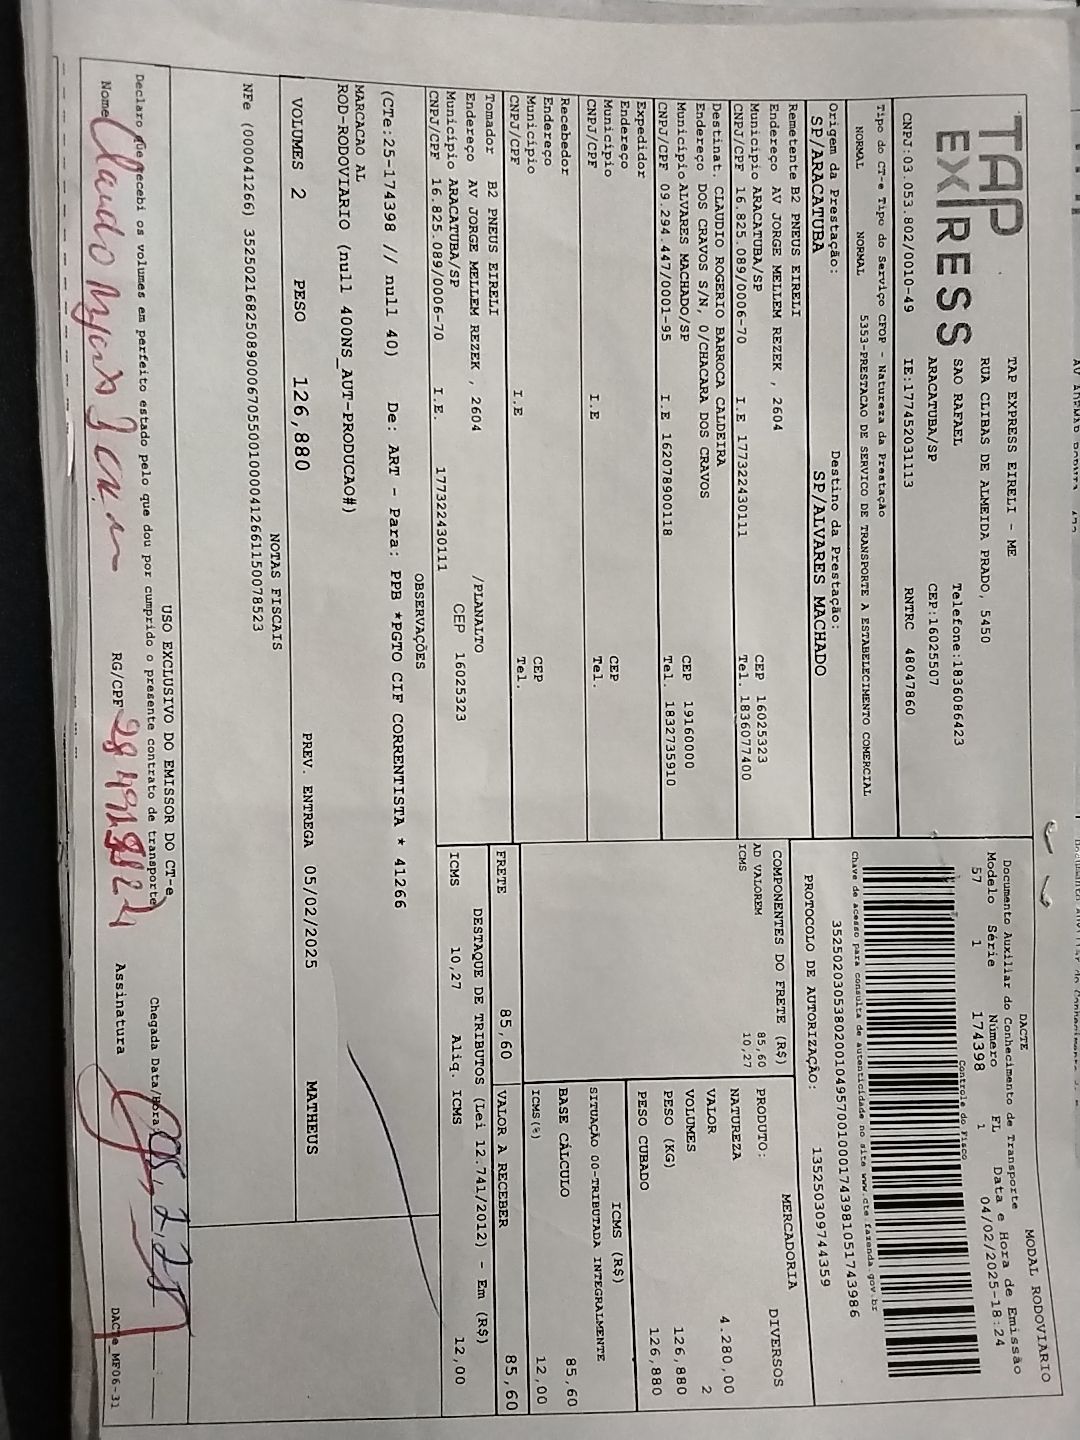 TAP EXPRESS
TAP EXPRESS EIRELI - ME
RUA CLIBAS DE ALMEIDA PRADO, 5450
SAO RAFAEL Telefone:1836086423
ARACATUBA/SP CEP:16025507
CNPJ:03.053.802/0010-49 IE:177452031113 RNTRC 48047860
Tipo do CT-e Tipo do Serviço CFOP - Natureza da Prestação
NORMAL NORMAL 5353-PRESTACAO DE SERVICO DE TRANSPORTE A ESTABELECIMENTO COMERCIAL
Origem da Prestação: Destino da Prestação:
SP/ARACATUBA SP/ALVARES MACHADO
MODAL RODOVIARIO
DACTE
Documento Auxiliar do Conhecimento de Transporte
Modelo Série Número FL Data e Hora de Emissão
57 1 174398 1 04/02/2025-18:24
Controle do Fisco
Chave de acesso para consulta de autenticidade no site www.cte.fazenda.gov.br
35250203053802001049570010001743981051743986
PROTOCOLO DE AUTORIZAÇÃO: 135250309744359
Remetente B2 PNEUS EIRELI
Endereço AV JORGE MELLEM REZEK , 2604
Município ARACATUBA/SP CEP 16025323
CNPJ/CPF 16.825.089/0006-70 I.E 177322430111 Tel. 1836077400
Destinat. CLAUDIO ROGERIO BARROCA CALDEIRA
Endereço DOS CRAVOS S/N, 0/CHACARA DOS CRAVOS
Município ALVARES MACHADO/SP CEP 19160000
CNPJ/CPF 09.294.447/0001-95 I.E 162078900118 Tel. 1832735910
Expedidor
Endereço
Município CEP
CNPJ/CPF I.E Tel.
Recebedor
Endereço
Município CEP
CNPJ/CPF I.E Tel.
Tomador B2 PNEUS EIRELI
Endereço AV JORGE MELLEM REZEK , 2604 /PLANALTO
Município ARACATUBA/SP CEP 16025323
CNPJ/CPF 16.825.089/0006-70 I.E. 177322430111
COMPONENTES DO FRETE (R$)
AD VALOREM 85,60
ICMS 10,27
MERCADORIA
PRODUTO: DIVERSOS
NATUREZA
VALOR 4.280,00
VOLUMES 2
PESO (KG) 126,880
PESO CUBADO 126,880
ICMS (R$)
SITUAÇÃO 00-TRIBUTADA INTEGRALMENTE
BASE CÁLCULO 85,60
ICMS(%) 12,00
FRETE 85,60 VALOR A RECEBER 85,60
DESTAQUE DE TRIBUTOS (Lei 12.741/2012) - Em (R$)
ICMS 10,27 Aliq. ICMS 12,00
OBSERVAÇÕES
(CTe:25-174398 // null 40) De: ART - Para: PPB *PGTO CIF CORRENTISTA * 41266
MARCACAO AL
ROD-RODOVIARIO (null 400NS_AUT-PRODUCAO#)
VOLUMES 2 PESO 126,880 PREV. ENTREGA 05/02/2025 MATHEUS
NOTAS FISCAIS
NFe (000041266) 35250216825089000670550010000412661150078523
USO EXCLUSIVO DO EMISSOR DO CT-e
Declaro que recebi os volumes em perfeito estado pelo que dou por cumprido o presente contrato de transporte Chegada Data/Hora:
Nome RG/CPF Assinatura
DACTe_MF06-31